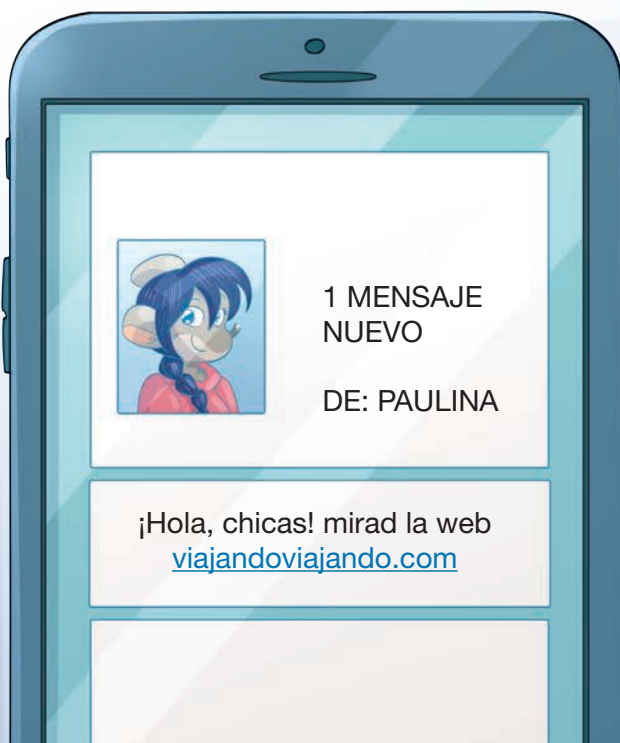 1 MENSAJE
NUEVO
DE: PAULINA
¡Hola, chicas! mirad la web
viajandoviajando.com